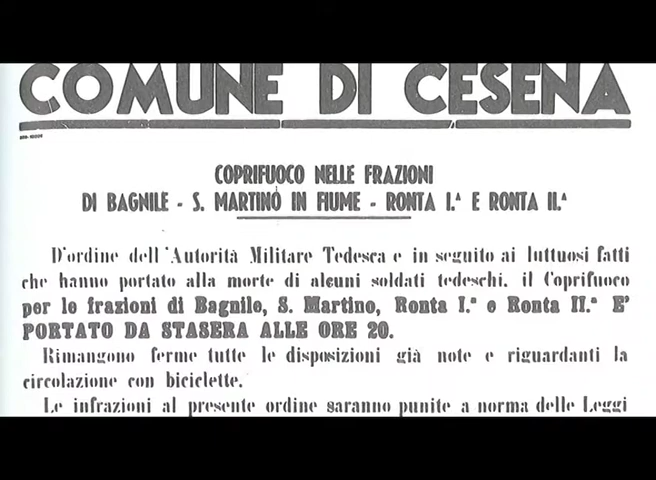 COMUNE DI CESENA
COPRIFUOCO NELLE FRAZIONI
DI BAGNILE - S. MARTINO IN FIUME - RONTA I.ª E RONTA II.ª
D'ordine dell'Autorità Militare Tedesca e in seguito ai luttuosi fatti
che hanno portato alla morte di alcuni soldati tedeschi, il Coprifuoco
per le frazioni di Bagnile, S. Martino, Ronta I.ª e Ronta II.ª E'
PORTATO DA STASERA ALLE ORE 20.
Rimangono ferme tutte le disposizioni già note e riguardanti la
circolazione con biciclette.
Le infrazioni al presente ordine saranno punite a norma delle Leggi